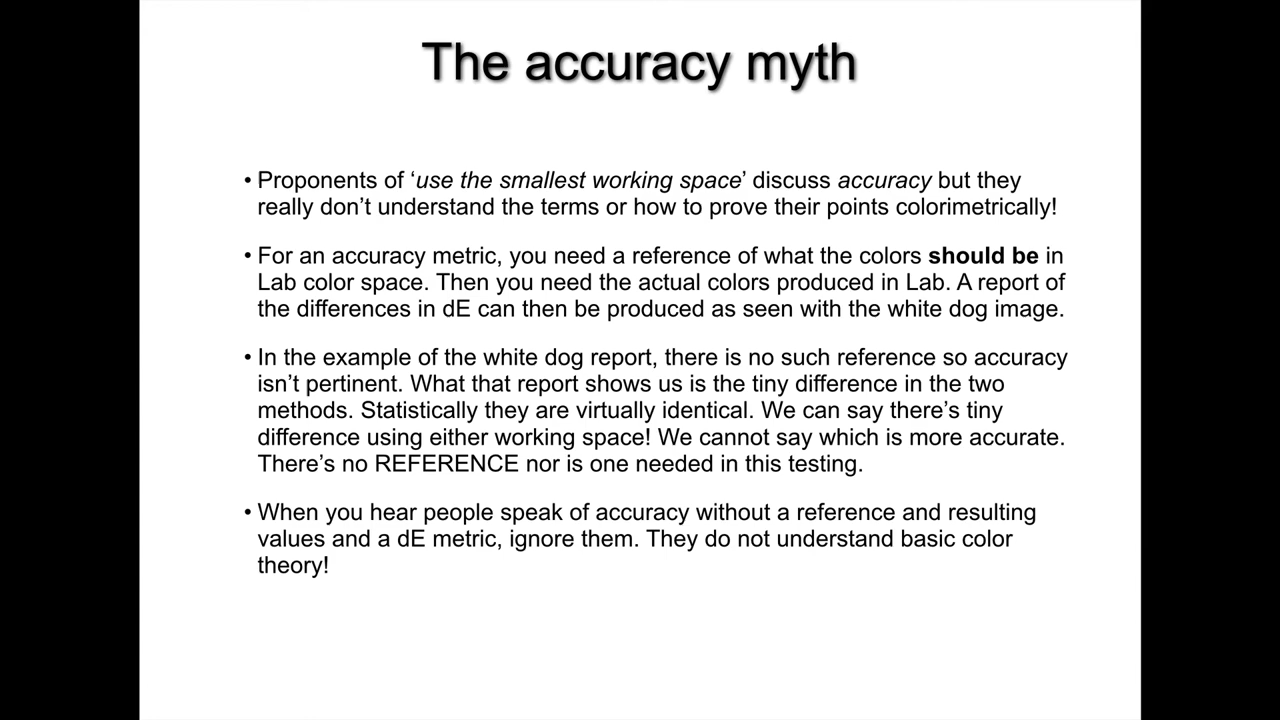 The accuracy myth
• Proponents of ‘use the smallest working space’ discuss accuracy but they
really don’t understand the terms or how to prove their points colorimetrically!
• For an accuracy metric, you need a reference of what the colors should be in
Lab color space. Then you need the actual colors produced in Lab. A report of
the differences in dE can then be produced as seen with the white dog image.
• In the example of the white dog report, there is no such reference so accuracy
isn’t pertinent. What that report shows us is the tiny difference in the two
methods. Statistically they are virtually identical. We can say there’s tiny
difference using either working space! We cannot say which is more accurate.
There’s no REFERENCE nor is one needed in this testing.
• When you hear people speak of accuracy without a reference and resulting
values and a dE metric, ignore them. They do not understand basic color
theory!